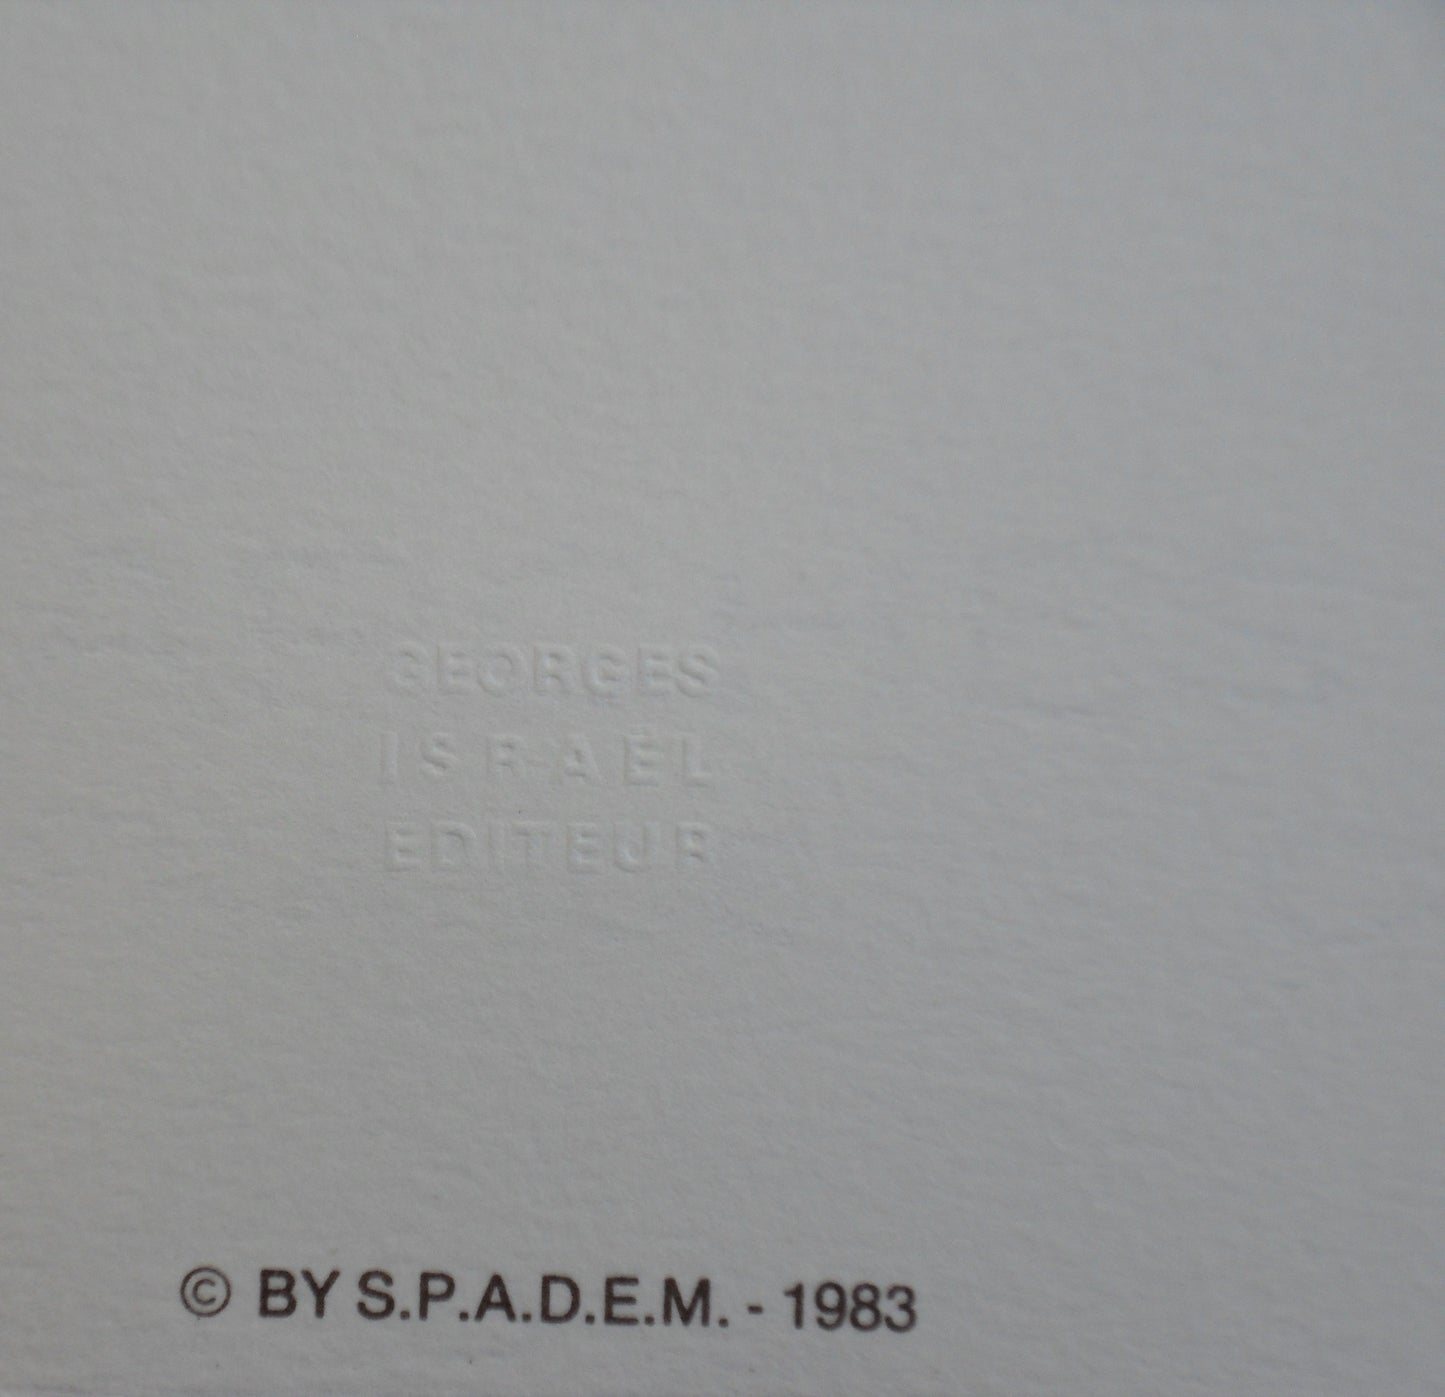 GEORGES
ISRAËL
EDITEUR
© BY S.P.A.D.E.M. - 1983